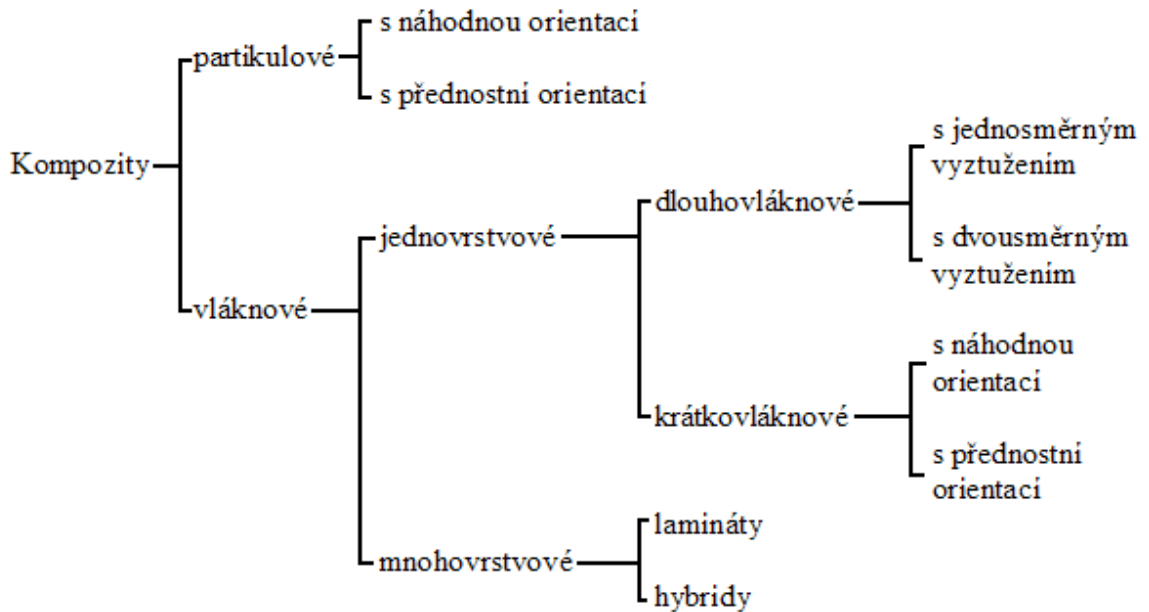 s náhodnou orientací
partikulové
s přednostní orientací
Kompozity
s jednosměrným
vyztužením
dlouhovláknové
s dvousměrným
vyztužením
jednovrstvové
vláknové
s náhodnou
orientací
krátkovláknové
s přednostní
orientací
lamináty
mnohovrstvové
hybridy